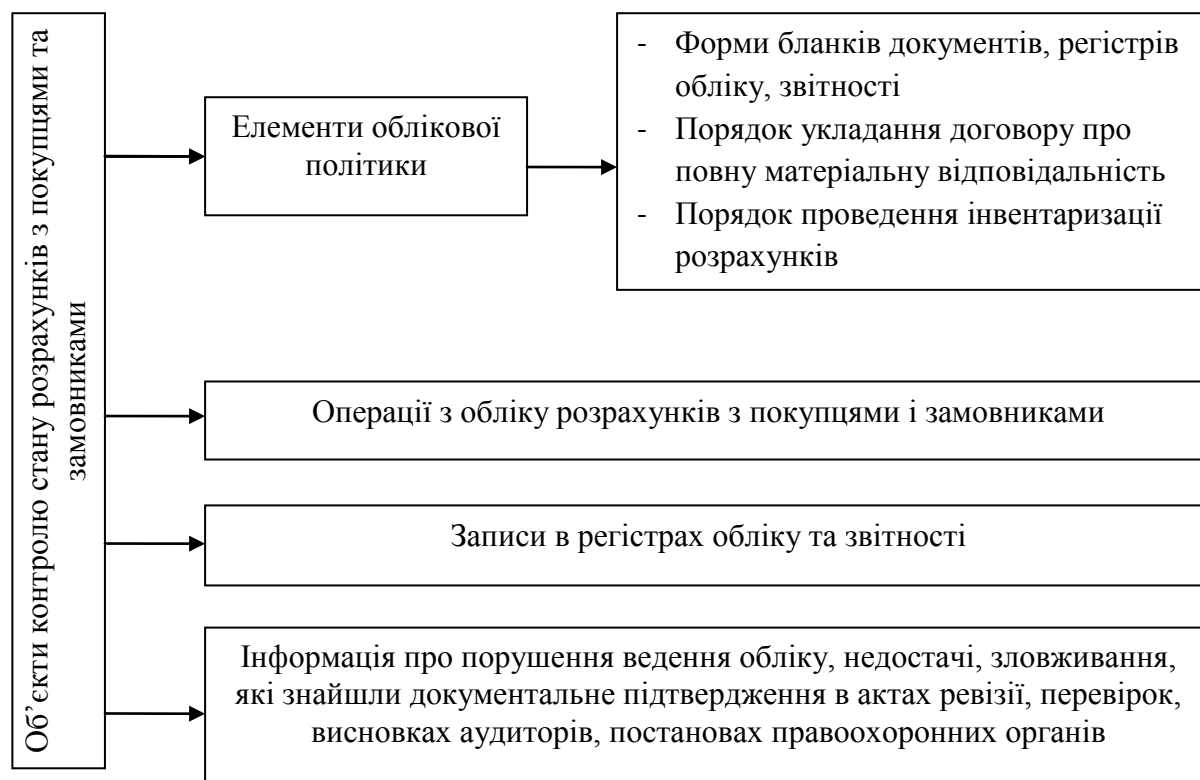 Об’єкти контролю стану розрахунків з покупцями та
замовниками
Елементи облікової
політики
- Форми бланків документів, регістрів
обліку, звітності
- Порядок укладання договору про
повну матеріальну відповідальність
- Порядок проведення інвентаризації
розрахунків
Операції з обліку розрахунків з покупцями і замовниками
Записи в регістрах обліку та звітності
Інформація про порушення ведення обліку, недостачі, зловживання,
які знайшли документальне підтвердження в актах ревізії, перевірок,
висновках аудиторів, постановах правоохоронних органів